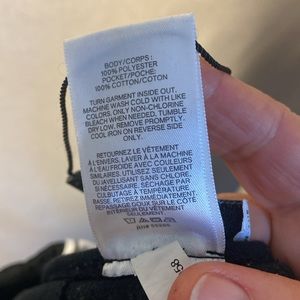 BODY/CORPS:
100% POLYESTER
POCKET/POCHE:
100% COTTON/COTON
TURN GARMENT INSIDE OUT.
MACHINE WASH COLD WITH LIKE
COLORS. ONLY NON-CHLORINE
BLEACH WHEN NEEDED. TUMBLE
DRY LOW. REMOVE PROMPTLY.
COOL IRON ON REVERSE SIDE
ONLY.
RETOURNEZ LE VÊTEMENT
À L'ENVERS. LAVER À LA MACHINE
À L'EAU FROIDE AVEC COULEURS
SIMILAIRES. UTILISEZ SEULEMENT
DU JAVELLISANT SANS CHLORE,
SI NÉCESSAIRE. SÉCHAGE PAR
CULBUTAGE À BASSE TEMPÉRATURE.
ENLEVER IMMÉDIATEMENT.
REPASSAGE DOUX SUR LE CÔTÉ
SEULEMENT.